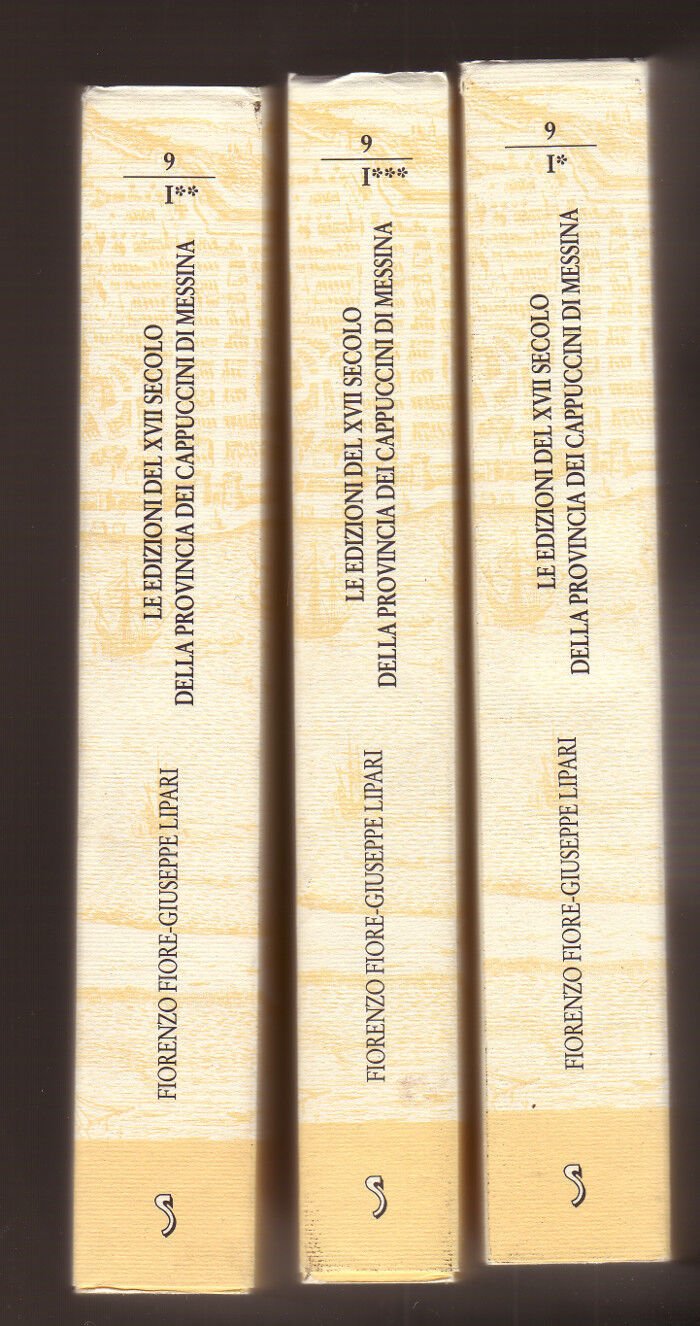 9
I**
LE EDIZIONI DEL XVII SECOLO
DELLA PROVINCIA DEI CAPPUCCINI DI MESSINA
FIORENZO FIORE-GIUSEPPE LIPARI
S
9
I***
LE EDIZIONI DEL XVII SECOLO
DELLA PROVINCIA DEI CAPPUCCINI DI MESSINA
FIORENZO FIORE-GIUSEPPE LIPARI
S
9
I*
LE EDIZIONI DEL XVII SECOLO
DELLA PROVINCIA DEI CAPPUCCINI DI MESSINA
FIORENZO FIORE-GIUSEPPE LIPARI
S